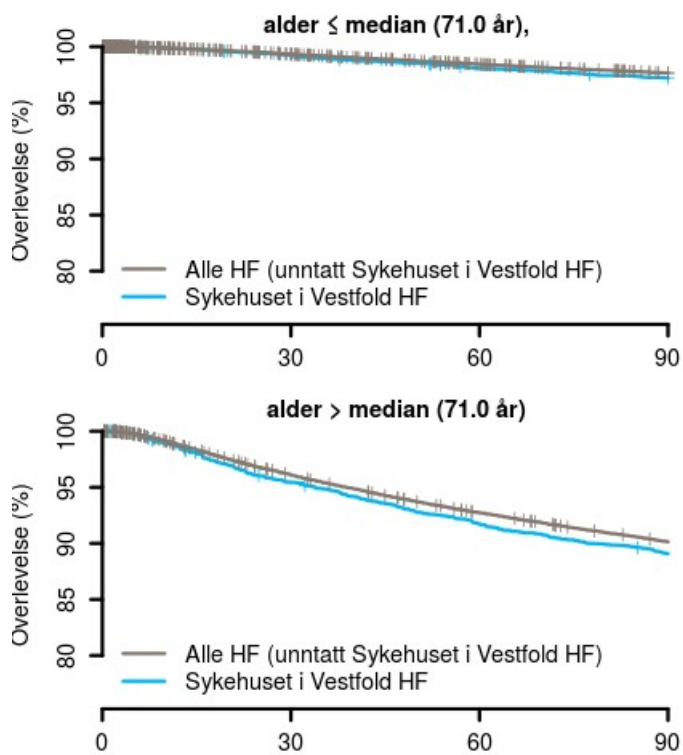 alder ≤ median (71.0 år),
Overlevelse (%)
100
95
90
85
80
Alle HF (unntatt Sykehuset i Vestfold HF)
Sykehuset i Vestfold HF
0 30 60 90
alder > median (71.0 år)
Overlevelse (%)
100
95
90
85
80
Alle HF (unntatt Sykehuset i Vestfold HF)
Sykehuset i Vestfold HF
0 30 60 90